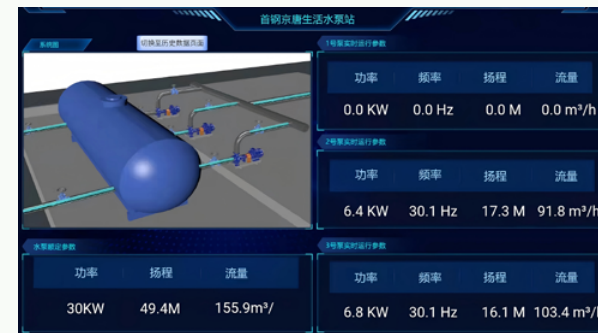 首钢京唐生活水泵站
系统图
切换至历史数据页面
1号泵实时运行参数
功率 频率 扬程 流量
0.0 KW 0.0 Hz 0.0 M 0.0 m³/h
2号泵实时运行参数
功率 频率 扬程 流量
6.4 KW 30.1 Hz 17.3 M 91.8 m³/h
水泵额定参数
功率 扬程 流量
30KW 49.4M 155.9m³/
3号泵实时运行参数
功率 频率 扬程 流量
6.8 KW 30.1 Hz 16.1 M 103.4 m³/h